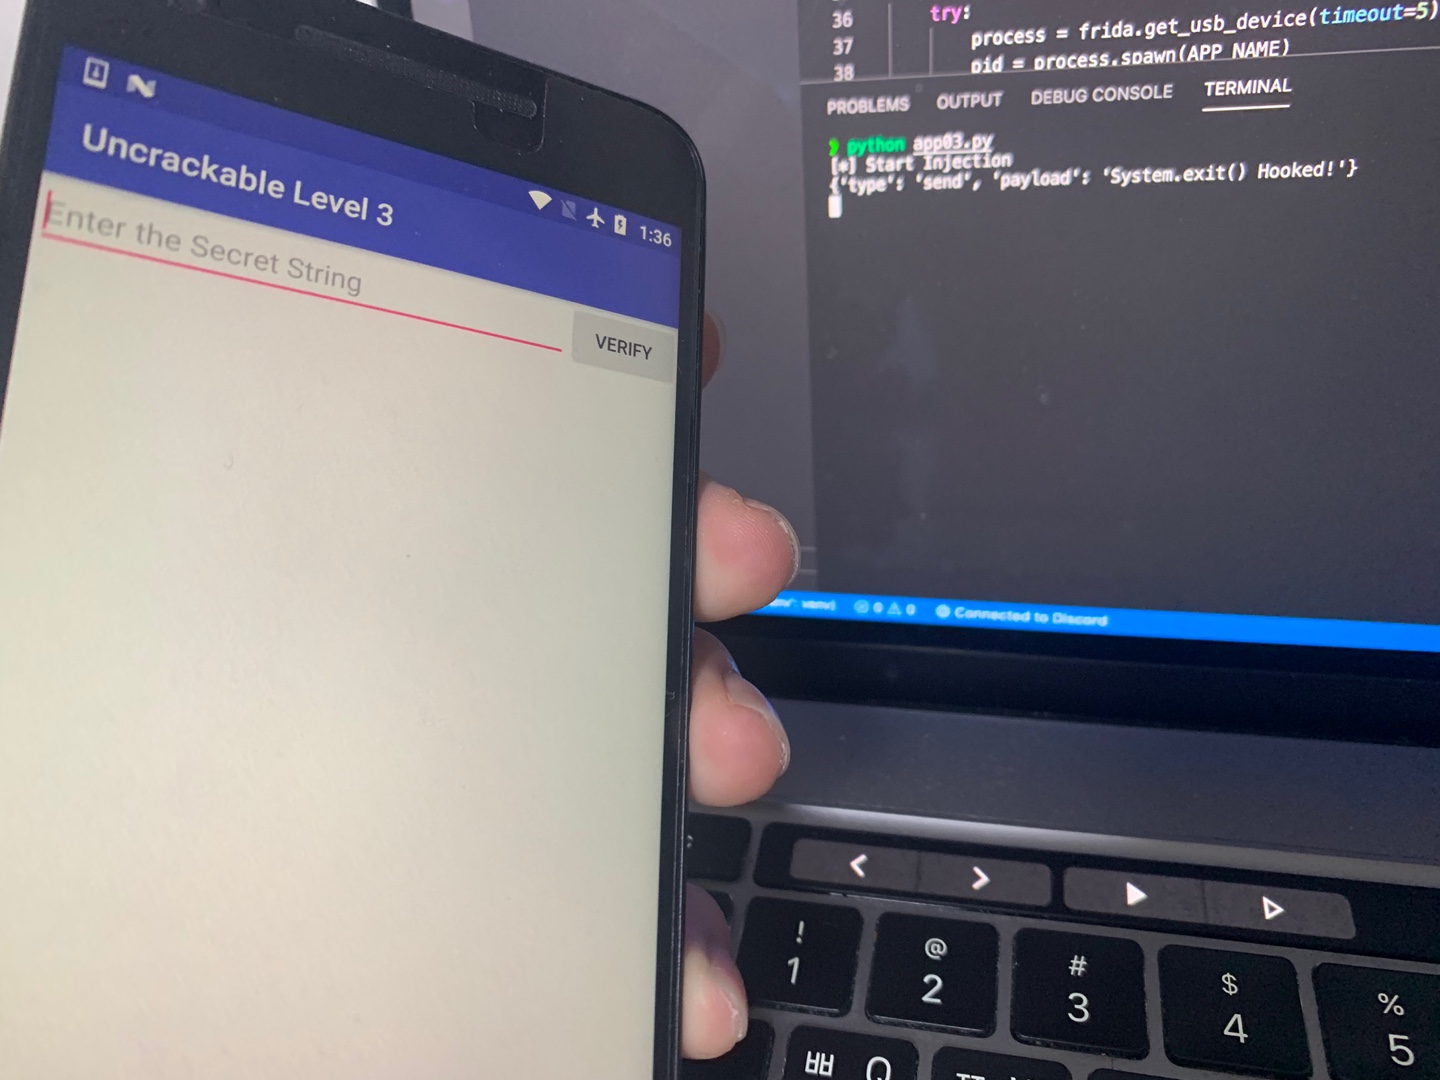 Uncrackable Level 3
1:36
Enter the Secret String
VERIFY
36 try:
37 process = frida.get_usb_device(timeout=5)
38 pid = process.spawn(APP_NAME)
PROBLEMS OUTPUT DEBUG CONSOLE TERMINAL
python app03.py
[*] Start Injection
{'type': 'send', 'payload': 'System.exit() Hooked!'}
0 0 Connected to Discord
! @ # $ %
1 2 3 4 5
ㅃ Q